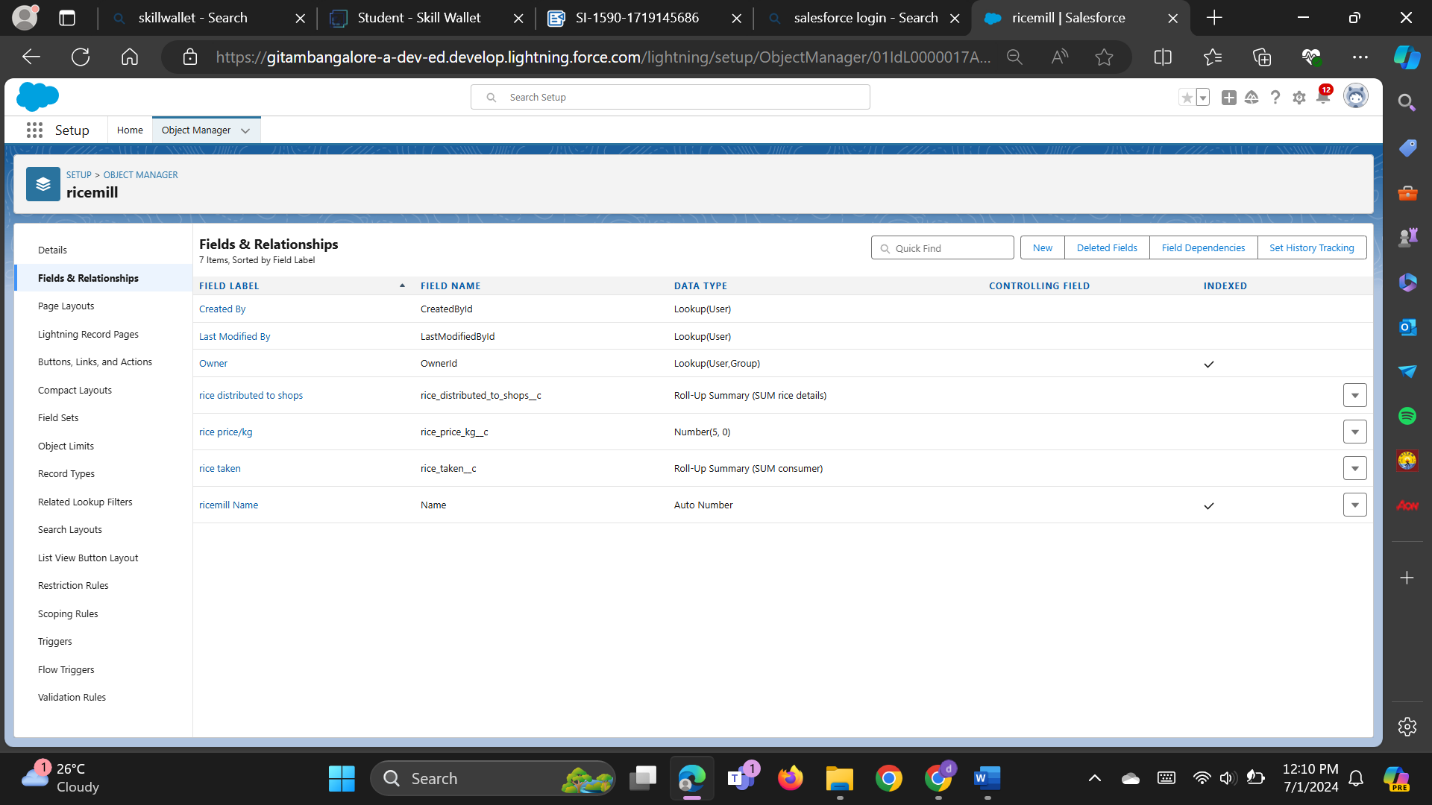 skillwallet - Search
Student - Skill Wallet
SI-1590-1719145686
salesforce login - Search
ricemill | Salesforce
https://gitambangalore-a-dev-ed.develop.lightning.force.com/lightning/setup/ObjectManager/01IdL0000017A...
Search Setup
12
Setup
Home
Object Manager
SETUP > OBJECT MANAGER
ricemill
Details
Fields & Relationships
Page Layouts
Lightning Record Pages
Buttons, Links, and Actions
Compact Layouts
Field Sets
Object Limits
Record Types
Related Lookup Filters
Search Layouts
List View Button Layout
Restriction Rules
Scoping Rules
Triggers
Flow Triggers
Validation Rules
Fields & Relationships
7 Items, Sorted by Field Label
Quick Find
New
Deleted Fields
Field Dependencies
Set History Tracking
FIELD LABEL FIELD NAME DATA TYPE CONTROLLING FIELD INDEXED
Created By CreatedById Lookup(User)
Last Modified By LastModifiedById Lookup(User)
Owner OwnerId Lookup(User,Group)
rice distributed to shops rice_distributed_to_shops__c Roll-Up Summary (SUM rice details)
rice price/kg rice_price_kg__c Number(5, 0)
rice taken rice_taken__c Roll-Up Summary (SUM consumer)
ricemill Name Name Auto Number
Aon
1
26°C
Cloudy
Search
1
d
12:10 PM
7/1/2024
PRE